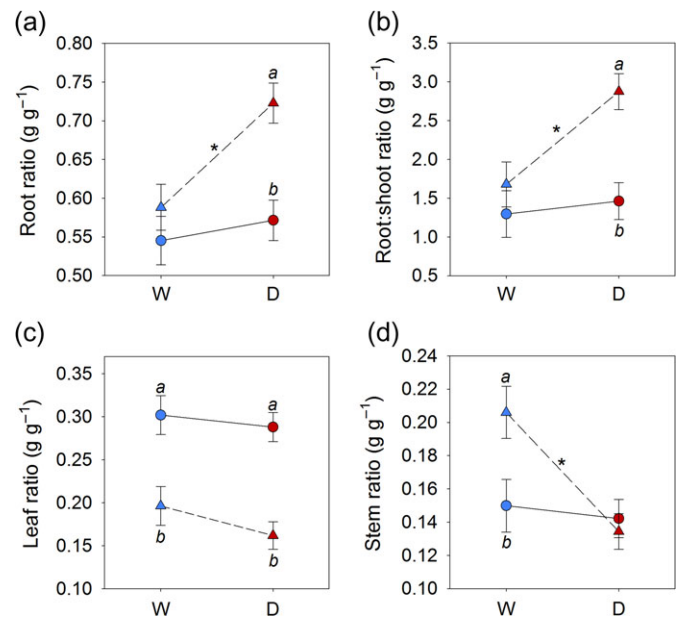 (a)
Root ratio (g g⁻¹)
0.80
0.75
0.70
0.65
0.60
0.55
0.50
a
*
b
W
D
(b)
Root:shoot ratio (g g⁻¹)
3.5
3.0
2.5
2.0
1.5
1.0
0.5
a
*
b
W
D
(c)
Leaf ratio (g g⁻¹)
0.35
0.30
0.25
0.20
0.15
0.10
a
a
b
b
W
D
(d)
Stem ratio (g g⁻¹)
0.24
0.22
0.20
0.18
0.16
0.14
0.12
0.10
a
*
b
W
D